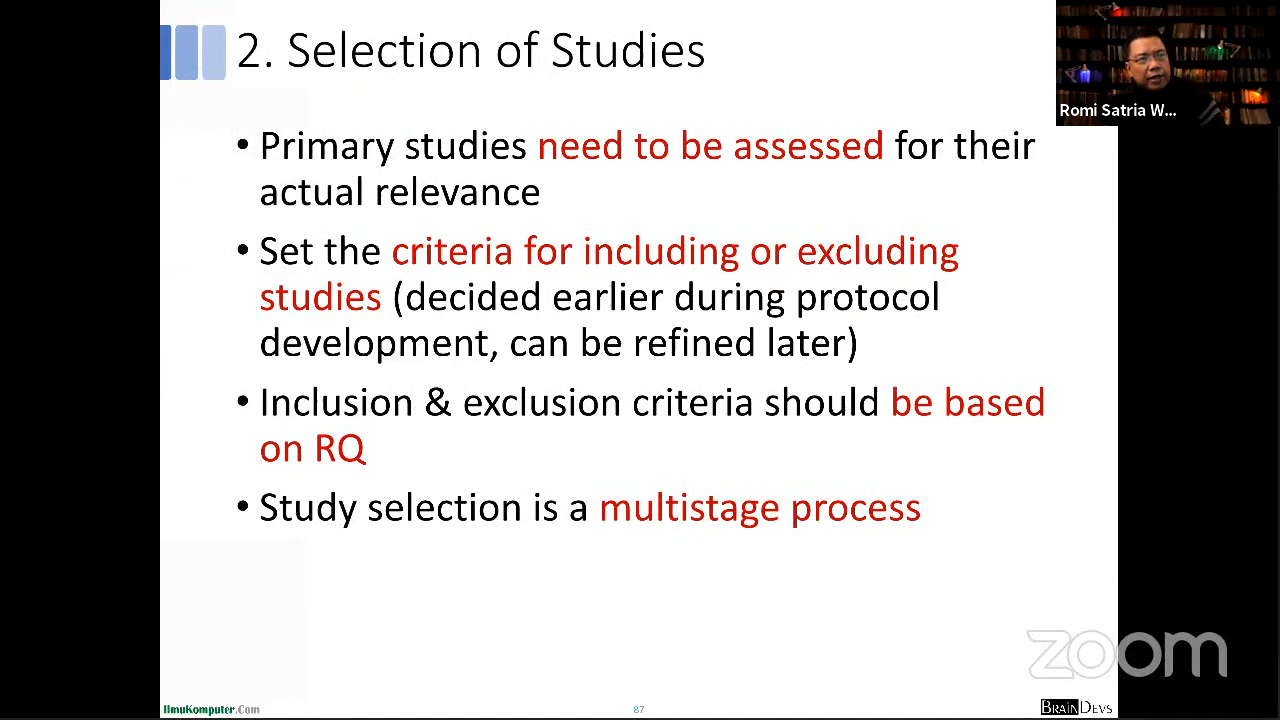 2. Selection of Studies
Romi Satria W...
• Primary studies need to be assessed for their
actual relevance
• Set the criteria for including or excluding
studies (decided earlier during protocol
development, can be refined later)
• Inclusion & exclusion criteria should be based
on RQ
• Study selection is a multistage process
zoom
IlmuKomputer.Com
87
BRAINDEVS